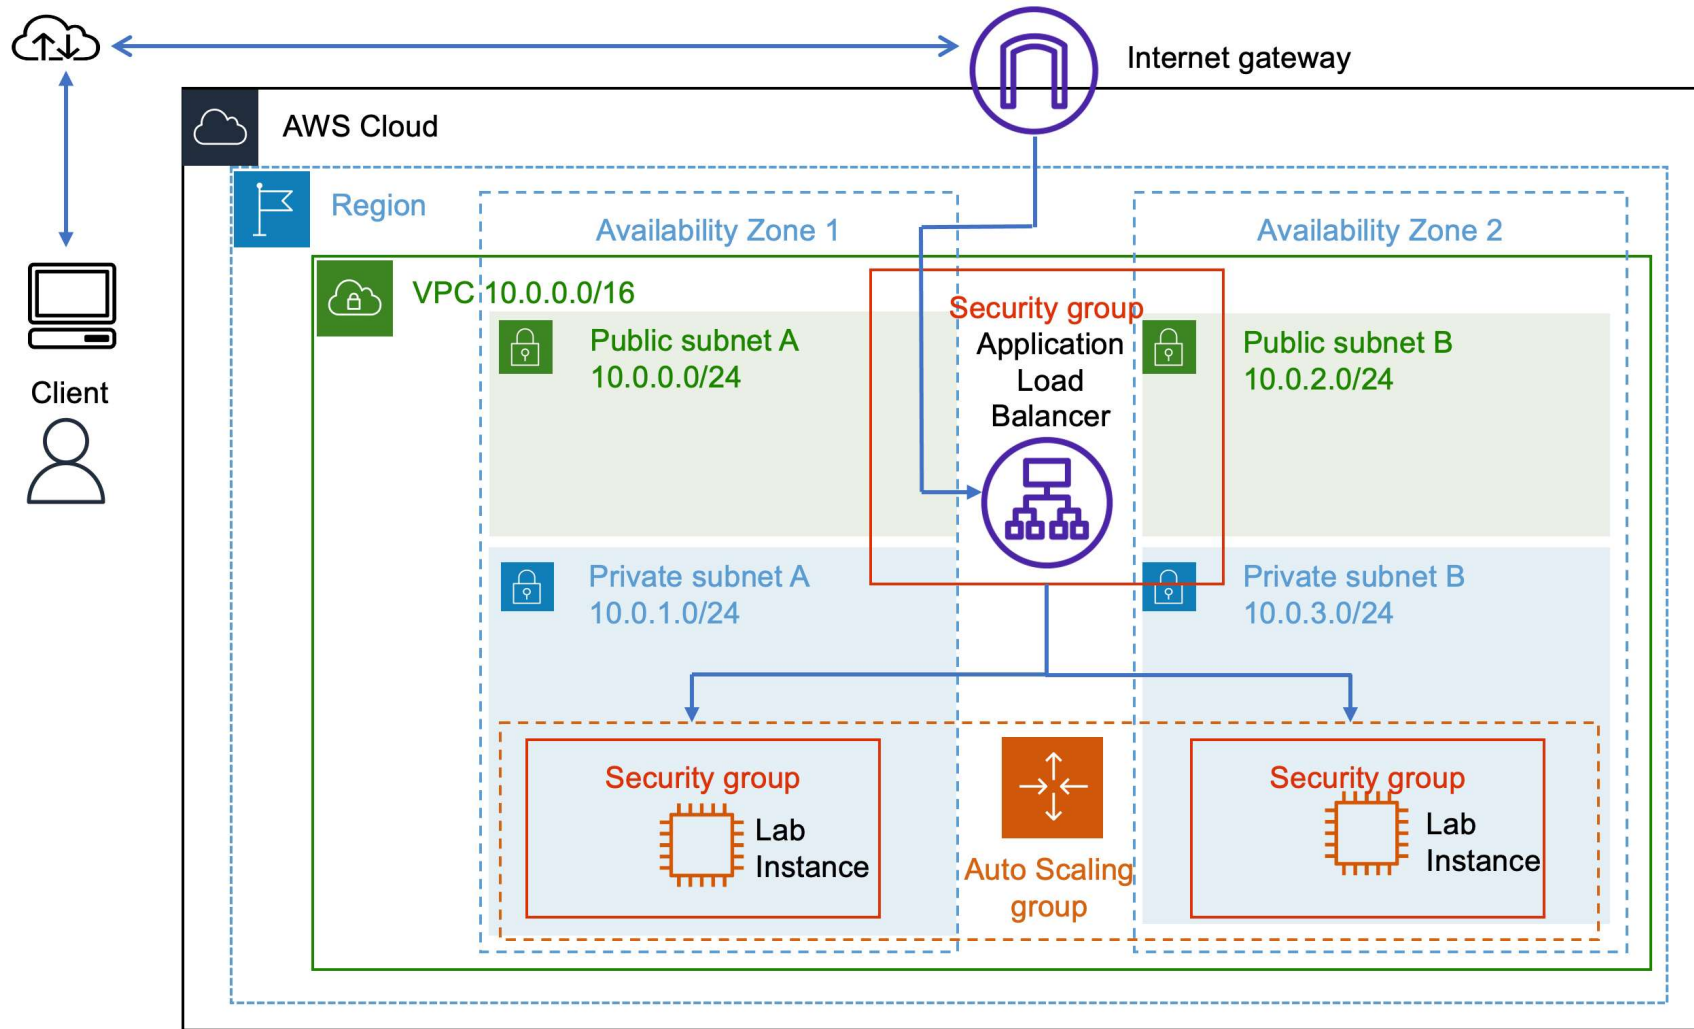 Internet gateway
AWS Cloud
Region
Availability Zone 1
Availability Zone 2
VPC 10.0.0.0/16
Security group
Application
Load
Balancer
Public subnet A
10.0.0.0/24
Public subnet B
10.0.2.0/24
Client
Private subnet A
10.0.1.0/24
Private subnet B
10.0.3.0/24
Security group
Lab
Instance
Auto Scaling
group
Security group
Lab
Instance